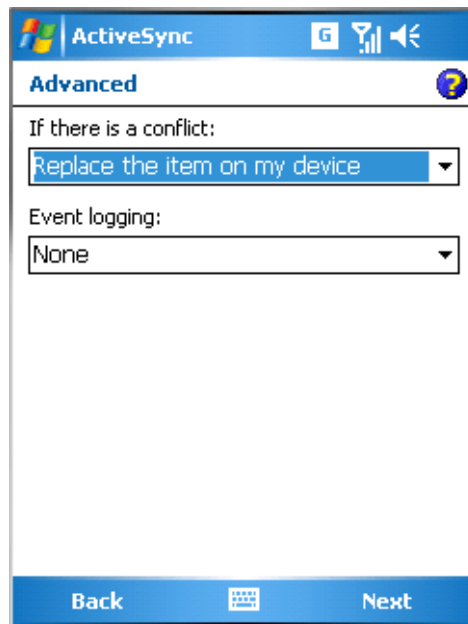 ActiveSync G
Advanced ?
If there is a conflict:
Replace the item on my device
Event logging:
None
Back Next